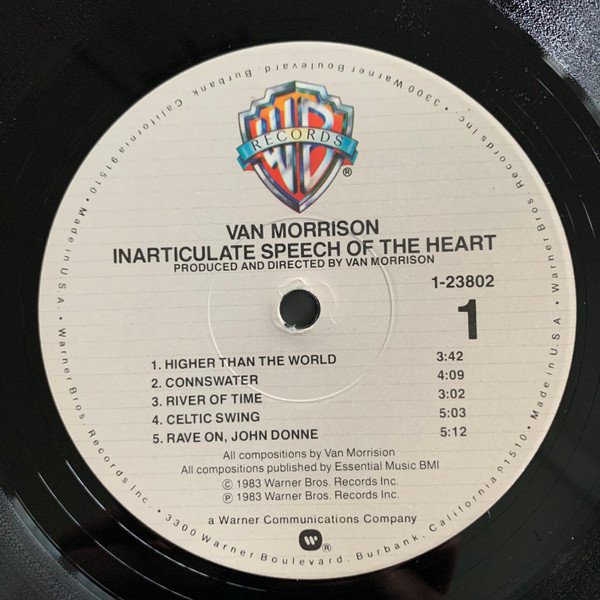 • 3300 Warner Boulevard, Burbank, California 91510 • Made in U.S.A. • Warner Bros. Records Inc. • 3300 Warner Boulevard, Burbank, California 91510 • Made in U.S.A. • Warner Bros Records Inc.
WB
RECORDS
®
VAN MORRISON
INARTICULATE SPEECH OF THE HEART
PRODUCED AND DIRECTED BY VAN MORRISON
1-23802
1
1. HIGHER THAN THE WORLD 3:42
2. CONNSWATER 4:09
3. RIVER OF TIME 3:02
4. CELTIC SWING 5:03
5. RAVE ON, JOHN DONNE 5:12
All compositions by Van Morrision
All compositions published by Essential Music BMI
© 1983 Warner Bros. Records Inc.
℗ 1983 Warner Bros. Records Inc.
a Warner Communications Company
W ®